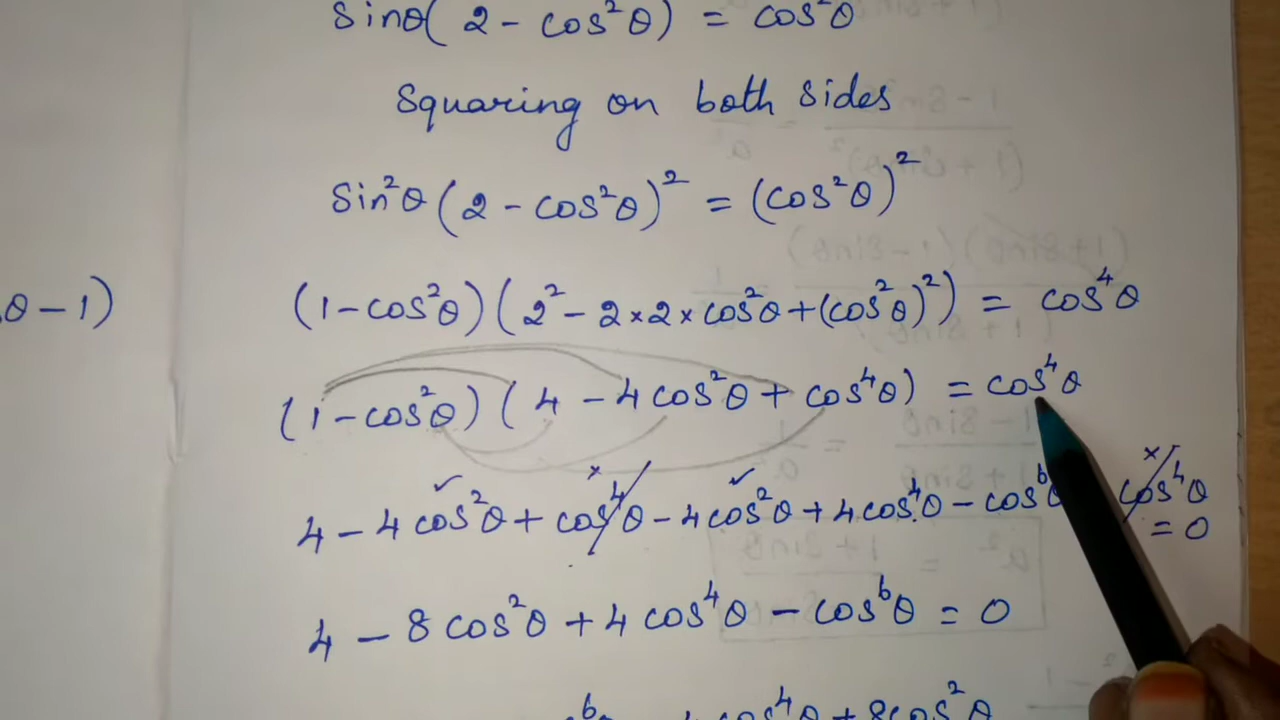 Sinθ(2 - cos²θ) = cos²θ
Squaring on both sides
Sin²θ(2 - cos²θ)² = (cos²θ)²
θ - 1)
(1 - cos²θ)(2² - 2×2×cos²θ + (cos²θ)²) = cos⁴θ
(1 - cos²θ)(4 - 4cos²θ + cos⁴θ) = cos⁴θ
4 - 4cos²θ + cos⁴θ - 4cos²θ + 4cos⁴θ - cos⁶θ cos⁴θ
= 0
4 - 8cos²θ + 4cos⁴θ - cos⁶θ = 0
cos⁴θ + 8cos²θ